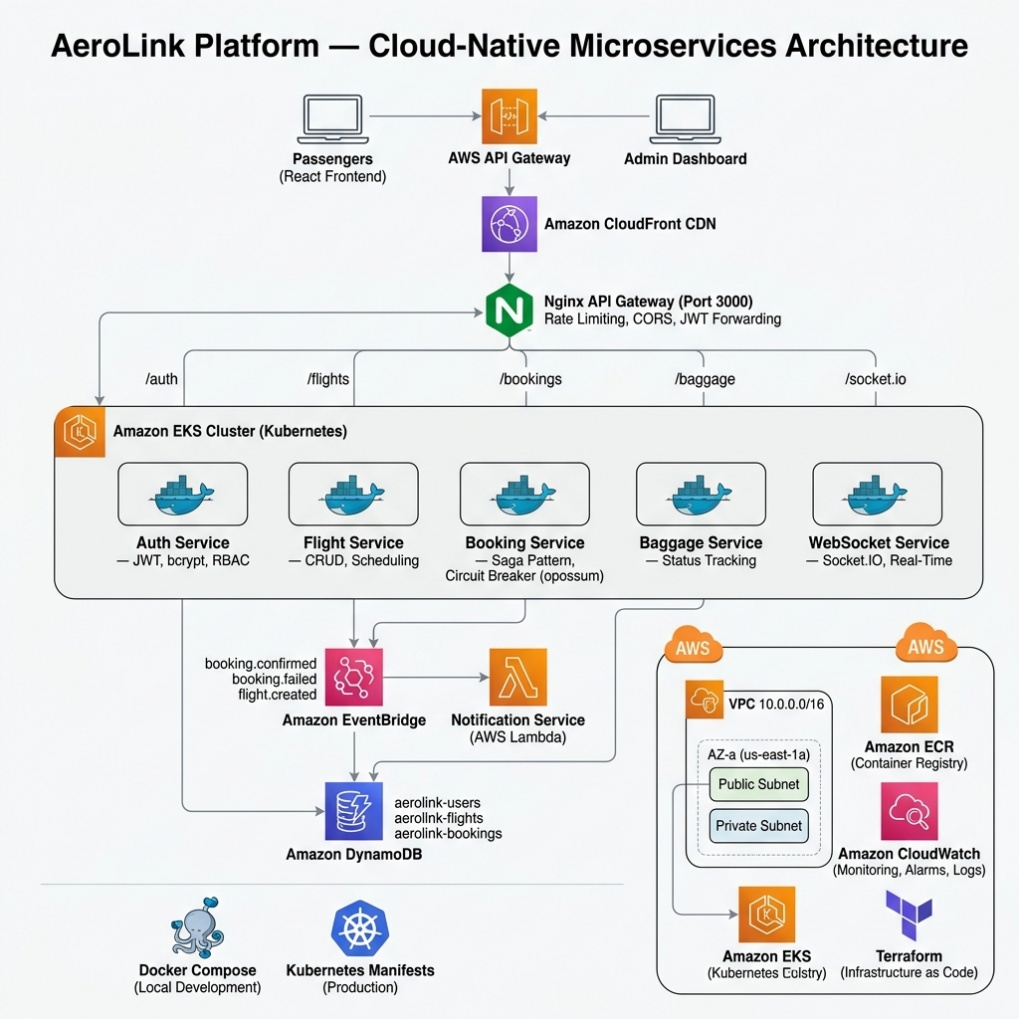 AeroLink Platform — Cloud-Native Microservices Architecture
Passengers
(React Frontend)
AWS API Gateway
Admin Dashboard
Amazon CloudFront CDN
Nginx API Gateway (Port 3000)
Rate Limiting, CORS, JWT Forwarding
/auth
/flights
/bookings
/baggage
/socket.io
Amazon EKS Cluster (Kubernetes)
Auth Service
— JWT, bcrypt, RBAC
Flight Service
— CRUD, Scheduling
Booking Service
— Saga Pattern,
Circuit Breaker (opossum)
Baggage Service
— Status Tracking
WebSocket Service
— Socket.IO, Real-Time
booking.confirmed
booking.failed
flight.created
Amazon EventBridge
Notification Service
(AWS Lambda)
aerolink-users
aerolink-flights
aerolink-bookings
Amazon DynamoDB
AWS
AWS
VPC 10.0.0.0/16
AZ-a (us-east-1a)
Public Subnet
Private Subnet
Amazon ECR
(Container Registry)
Amazon CloudWatch
(Monitoring, Alarms, Logs)
Amazon EKS
(Kubernetes
Terraform
(Infrastructure as Code)
Docker Compose
(Local Development)
Kubernetes Manifests
(Production)